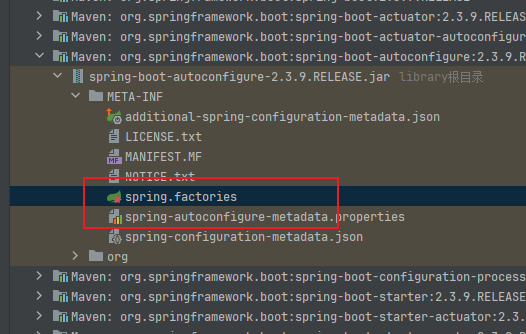 Maven: org.springframework.boot:spring-boot-actuator:2.3.9.RELEAS
Maven: org.springframework.boot:spring-boot-actuator-autoconfigur
Maven: org.springframework.boot:spring-boot-autoconfigure:2.3.9.R
spring-boot-autoconfigure-2.3.9.RELEASE.jar library根目录
META-INF
additional-spring-configuration-metadata.json
LICENSE.txt
MANIFEST.MF
NOTICE.txt
spring.factories
spring-autoconfigure-metadata.properties
spring-configuration-metadata.json
org
Maven: org.springframework.boot:spring-boot-configuration-process
Maven: org.springframework.boot:spring-boot-starter:2.3.9.RELEASE
Maven: org.springframework.boot:spring-boot-starter-actuator:2.3.